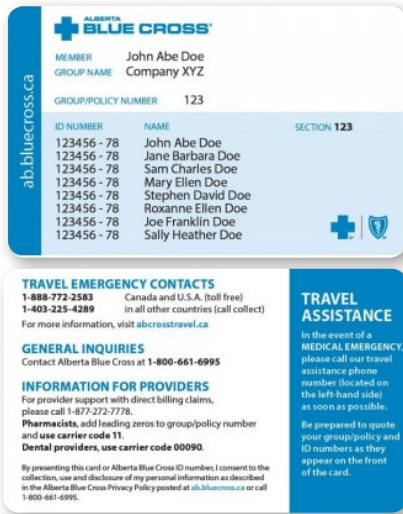 ab.bluecross.ca
ALBERTA
BLUE CROSS®
MEMBER John Abe Doe
GROUP NAME Company XYZ
GROUP/POLICY NUMBER 123
ID NUMBER NAME SECTION 123
123456 - 78 John Abe Doe
123456 - 78 Jane Barbara Doe
123456 - 78 Sam Charles Doe
123456 - 78 Mary Ellen Doe
123456 - 78 Stephen David Doe
123456 - 78 Roxanne Ellen Doe
123456 - 78 Joe Franklin Doe
123456 - 78 Sally Heather Doe
TRAVEL EMERGENCY CONTACTS
1-888-772-2583 Canada and U.S.A. (toll free)
1-403-225-4289 in all other countries (call collect)
For more information, visit abcrosstravel.ca
GENERAL INQUIRIES
Contact Alberta Blue Cross at 1-800-661-6995
INFORMATION FOR PROVIDERS
For provider support with direct billing claims,
please call 1-877-272-7778.
Pharmacists, add leading zeros to group/policy number
and use carrier code 11.
Dental providers, use carrier code 00090.
By presenting this card or Alberta Blue Cross ID number, I consent to the
collection, use and disclosure of my personal information as described
in the Alberta Blue Cross Privacy Policy posted at ab.bluecross.ca or call
1-800-661-6995.
TRAVEL
ASSISTANCE
In the event of a
MEDICAL EMERGENCY,
please call our travel
assistance phone
number (located on
the left-hand side)
as soon as possible.
Be prepared to quote
your group/policy and
ID numbers as they
appear on the front
of the card.